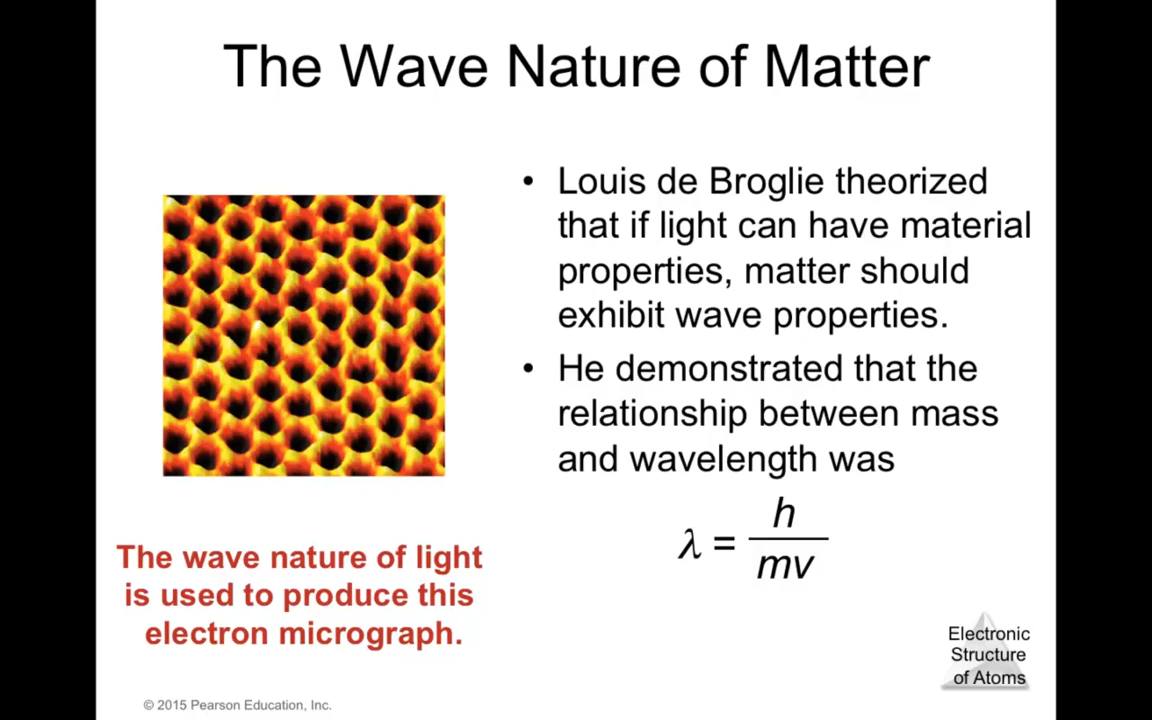 The Wave Nature of Matter
• Louis de Broglie theorized
that if light can have material
properties, matter should
exhibit wave properties.
• He demonstrated that the
relationship between mass
and wavelength was
λ = h
mv
The wave nature of light
is used to produce this
electron micrograph.
Electronic
Structure
of Atoms
© 2015 Pearson Education, Inc.